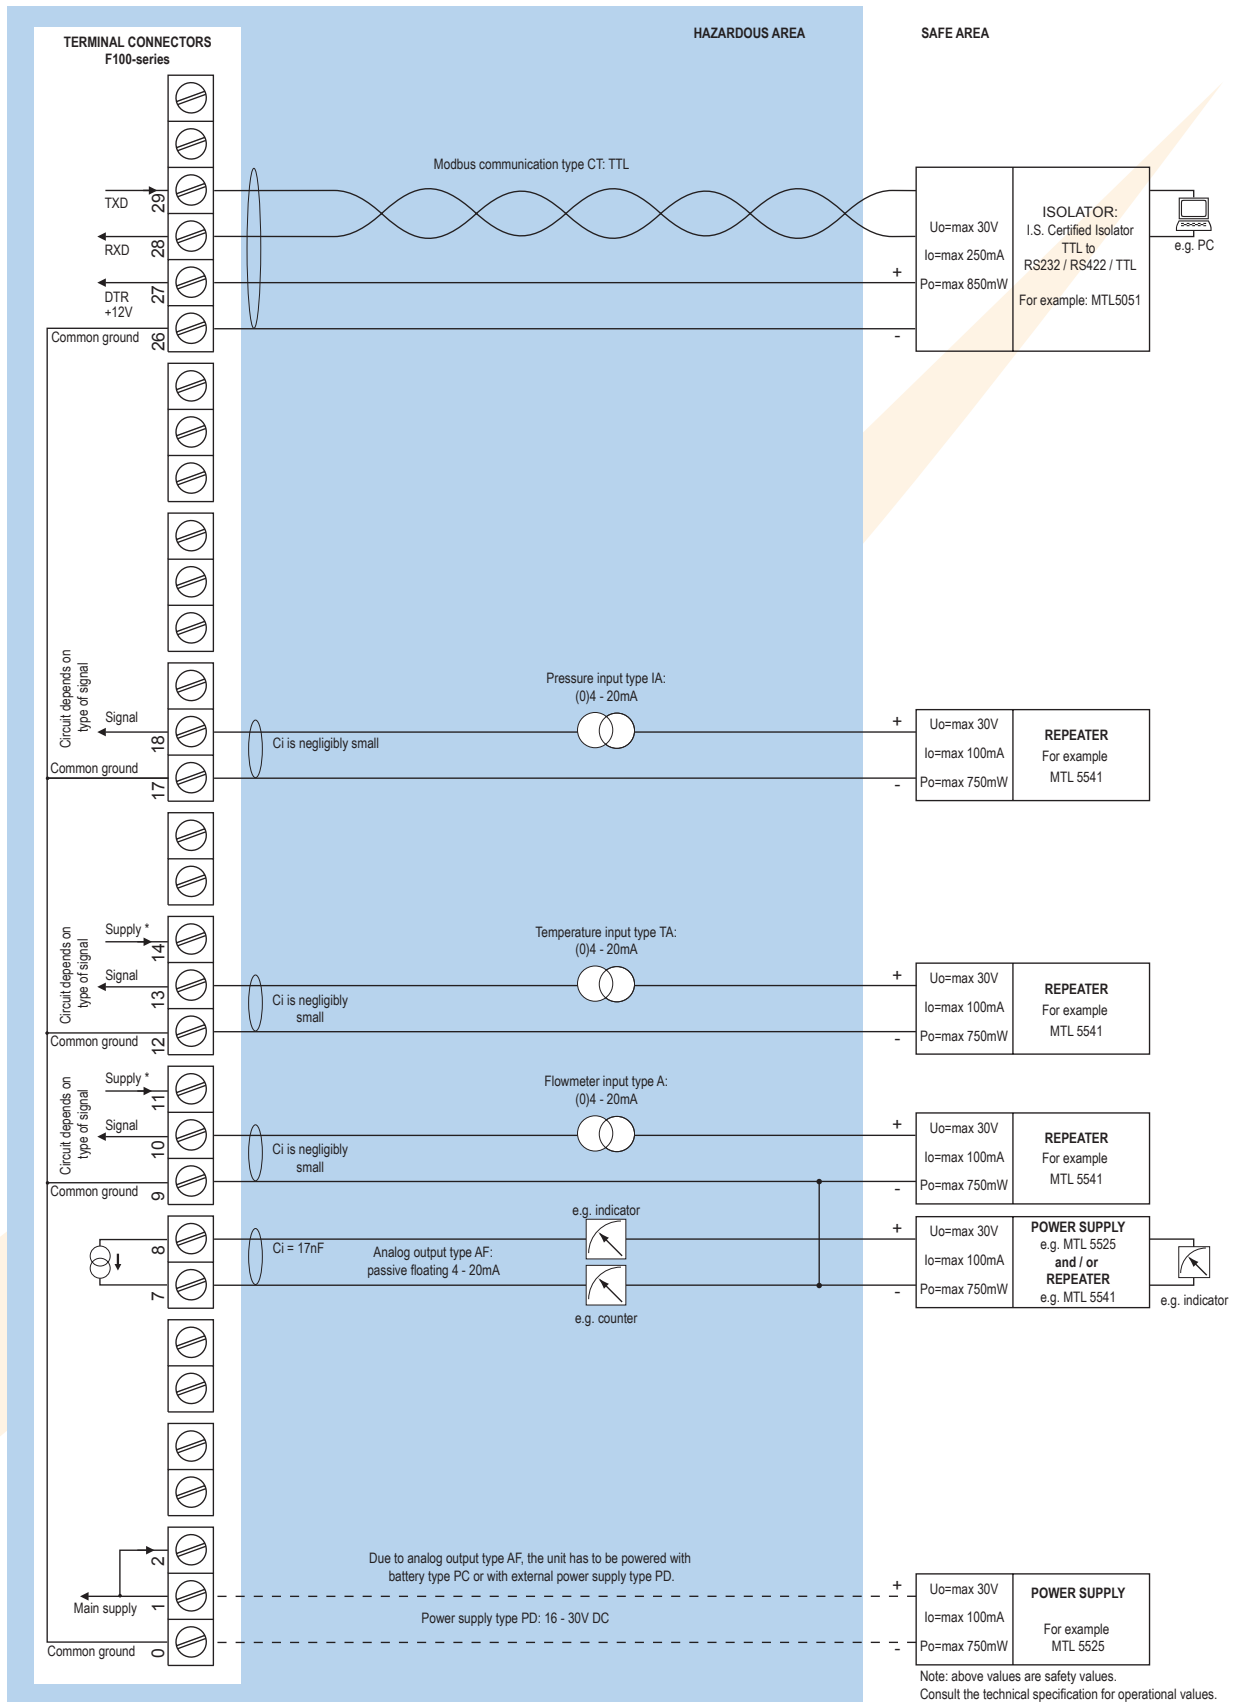 HAZARDOUS AREA
SAFE AREA
TERMINAL CONNECTORS
F100-series
Modbus communication type CT: TTL
TXD
29
RXD
28
DTR
+12V
27
Common ground
26
+
-
Uo=max 30V
Io=max 250mA
Po=max 850mW
ISOLATOR:
I.S. Certified Isolator
TTL to
RS232 / RS422 / TTL
For example: MTL5051
e.g. PC
Circuit depends on
type of signal
Signal
18
Common ground
17
Ci is negligibly small
Pressure input type IA:
(0)4 - 20mA
+
-
Uo=max 30V
Io=max 100mA
Po=max 750mW
REPEATER
For example
MTL 5541
Circuit depends on
type of signal
Supply *
14
Signal
13
Common ground
12
Ci is negligibly
small
Temperature input type TA:
(0)4 - 20mA
+
-
Uo=max 30V
Io=max 100mA
Po=max 750mW
REPEATER
For example
MTL 5541
Circuit depends on
type of signal
Supply *
11
Signal
10
Common ground
9
Ci is negligibly
small
Flowmeter input type A:
(0)4 - 20mA
+
-
Uo=max 30V
Io=max 100mA
Po=max 750mW
REPEATER
For example
MTL 5541
8
7
Ci = 17nF
Analog output type AF:
passive floating 4 - 20mA
e.g. indicator
e.g. counter
+
-
Uo=max 30V
Io=max 100mA
Po=max 750mW
POWER SUPPLY
e.g. MTL 5525
and / or
REPEATER
e.g. MTL 5541
e.g. indicator
2
Main supply
1
Common ground
0
Due to analog output type AF, the unit has to be powered with
battery type PC or with external power supply type PD.
Power supply type PD: 16 - 30V DC
+
-
Uo=max 30V
Io=max 100mA
Po=max 750mW
POWER SUPPLY
For example
MTL 5525
Note: above values are safety values.
Consult the technical specification for operational values.